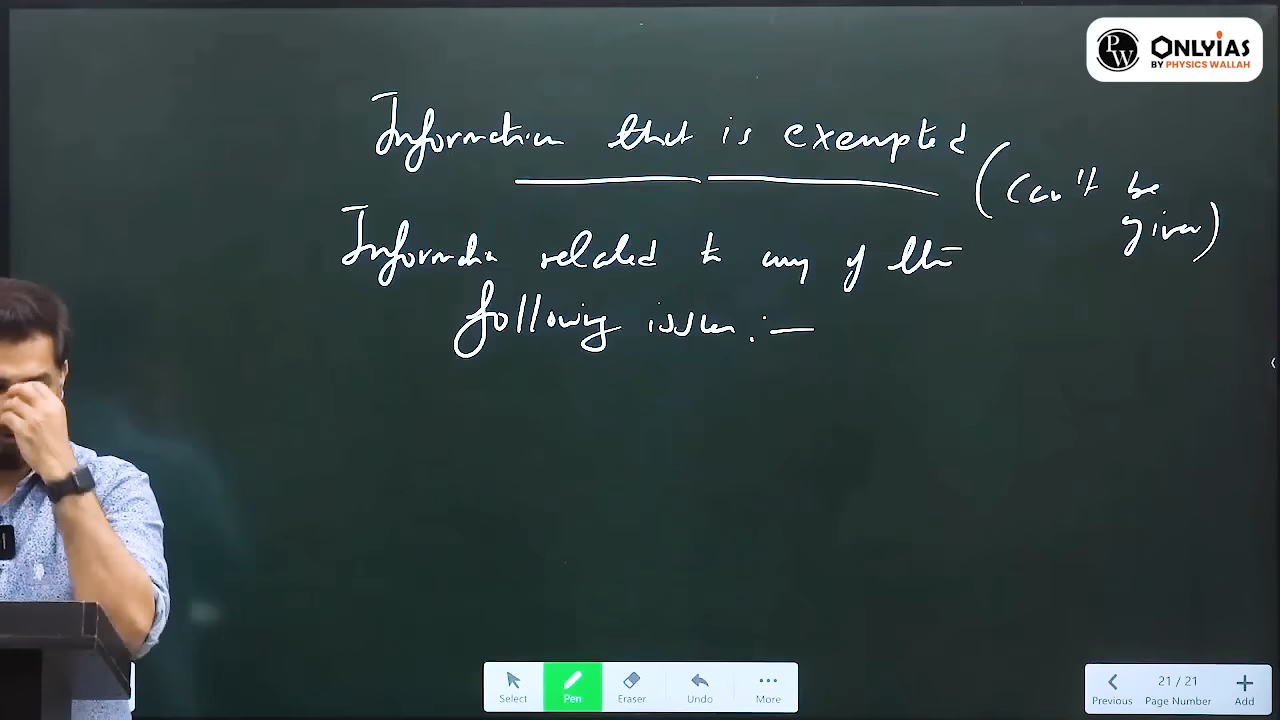 PW ONLYIAS
BY PHYSICS WALLAH
Information that is exempted
(can't be
given)
Information related to any of the
following issues :—
Select
Pen
Eraser
Undo
More
Previous
21 / 21
Page Number
Add